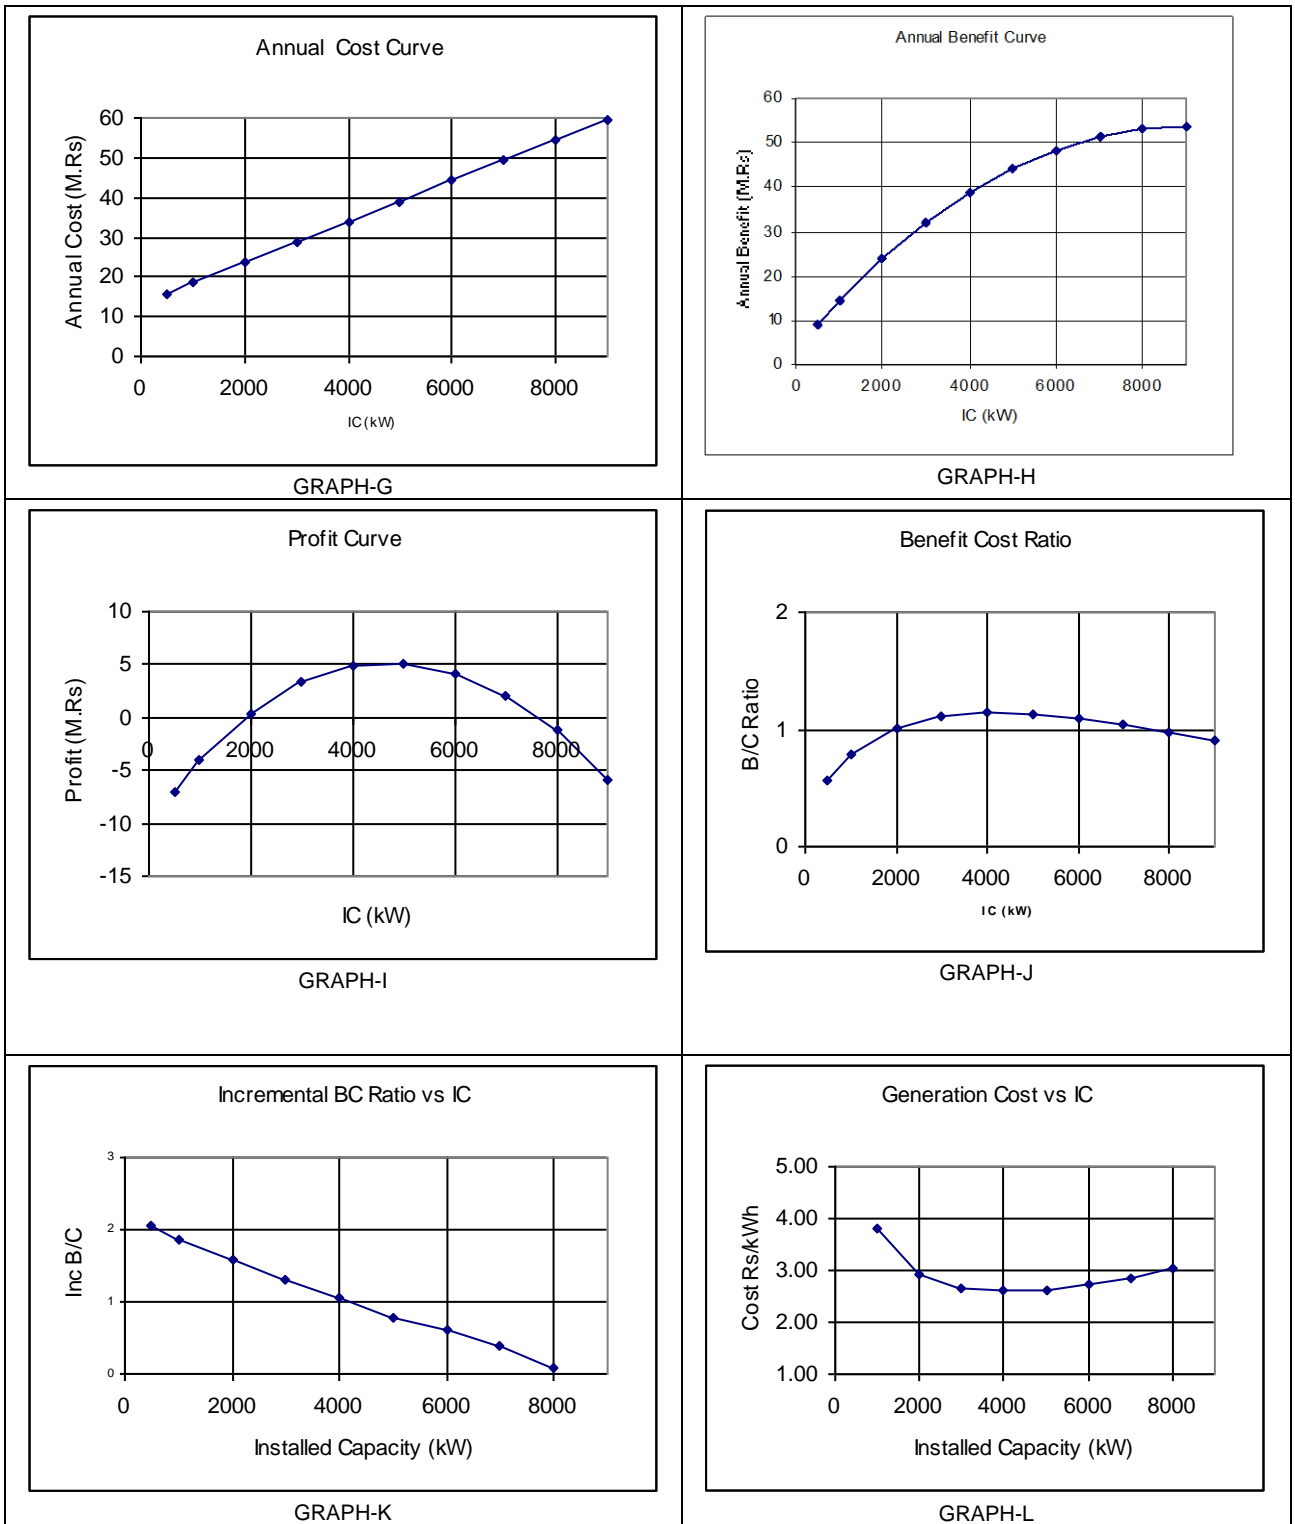 Annual Cost Curve
Annual Cost (M.Rs)
60
50
40
30
20
10
0
0 2000 4000 6000 8000
IC (kW)
GRAPH-G
Annual Benefit Curve
Annual Benefit (M.Rs)
60
50
40
30
20
10
0
0 2000 4000 6000 8000
IC (kW)
GRAPH-H
Profit Curve
Profit (M.Rs)
10
5
0
-5
-10
-15
0 2000 4000 6000 8000
IC (kW)
GRAPH-I
Benefit Cost Ratio
B/C Ratio
2
1
0
0 2000 4000 6000 8000
IC (kW)
GRAPH-J
Incremental BC Ratio vs IC
Inc B/C
3
2
1
0
0 2000 4000 6000 8000
Installed Capacity (kW)
GRAPH-K
Generation Cost vs IC
Cost Rs/kWh
5.00
4.00
3.00
2.00
1.00
0 2000 4000 6000 8000
Installed Capacity (kW)
GRAPH-L